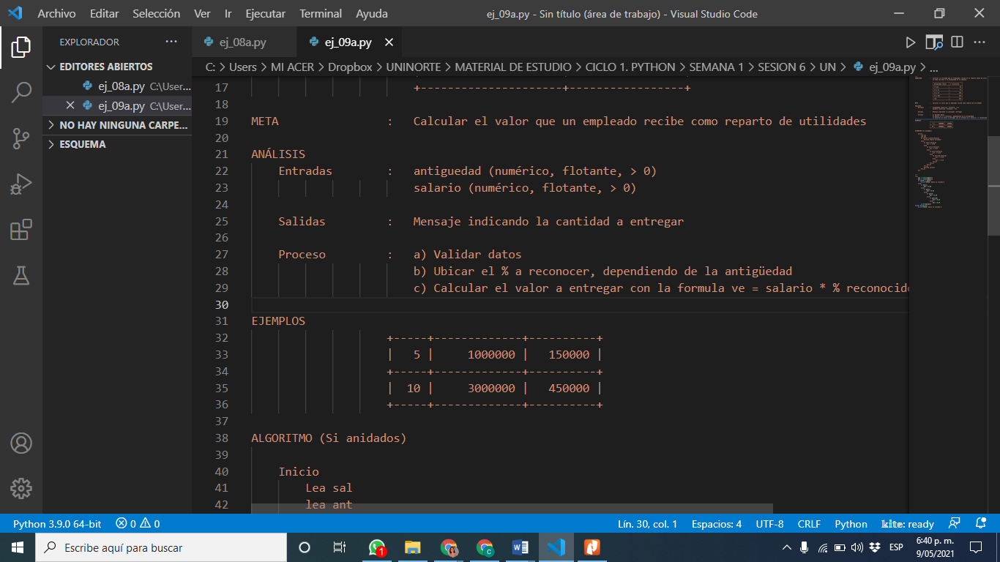 Archivo Editar Selección Ver Ir Ejecutar Terminal Ayuda ej_09a.py - Sin título (área de trabajo) - Visual Studio Code
EXPLORADOR ···
EDITORES ABIERTOS
ej_08a.py C:\User...
ej_09a.py C:\User...
NO HAY NINGUNA CARPE...
ESQUEMA
ej_08a.py ej_09a.py
C: > Users > MI ACER > Dropbox > UNINORTE > MATERIAL DE ESTUDIO > CICLO 1. PYTHON > SEMANA 1 > SESION 6 > UN > ej_09a.py > ...
17 +---------------------+-----------------+
18
19 META : Calcular el valor que un empleado recibe como reparto de utilidades
20
21 ANÁLISIS
22 Entradas : antiguedad (numérico, flotante, > 0)
23 salario (numérico, flotante, > 0)
24
25 Salidas : Mensaje indicando la cantidad a entregar
26
27 Proceso : a) Validar datos
28 b) Ubicar el % a reconocer, dependiendo de la antigüedad
29 c) Calcular el valor a entregar con la formula ve = salario * % reconocido
30
31 EJEMPLOS
32 +-----+-------------+----------+
33 | 5 | 1000000 | 150000 |
34 +-----+-------------+----------+
35 | 10 | 3000000 | 450000 |
36 +-----+-------------+----------+
37
38 ALGORITMO (Si anidados)
39
40 Inicio
41 Lea sal
42 lea ant
Python 3.9.0 64-bit 0 0 Lín. 30, col. 1 Espacios: 4 UTF-8 CRLF Python kite: ready
Escribe aquí para buscar
1
ESP
6:40 p. m.
9/05/2021